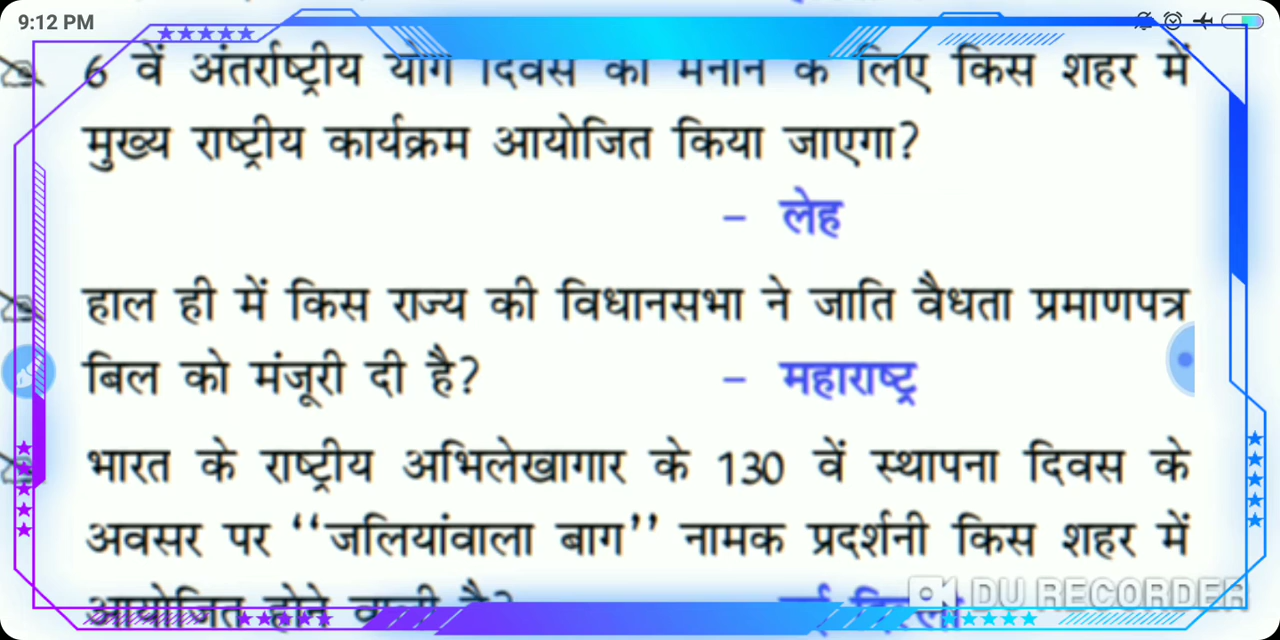 9:12 PM
6 वें अंतर्राष्ट्रीय योग दिवस को मनाने के लिए किस शहर में
मुख्य राष्ट्रीय कार्यक्रम आयोजित किया जाएगा?
– लेह
हाल ही में किस राज्य की विधानसभा ने जाति वैधता प्रमाणपत्र
बिल को मंजूरी दी है? – महाराष्ट्र
भारत के राष्ट्रीय अभिलेखागार के 130 वें स्थापना दिवस के
अवसर पर ‘‘जलियांवाला बाग’’ नामक प्रदर्शनी किस शहर में
आयोजित होने वाली है?
DU RECORDER